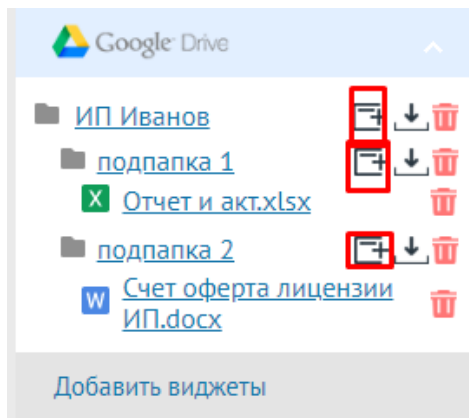 Google Drive
ИП Иванов
подпапка 1
X Отчет и акт.xlsx
подпапка 2
W Счет оферта лицензии
ИП.docx
Добавить виджеты